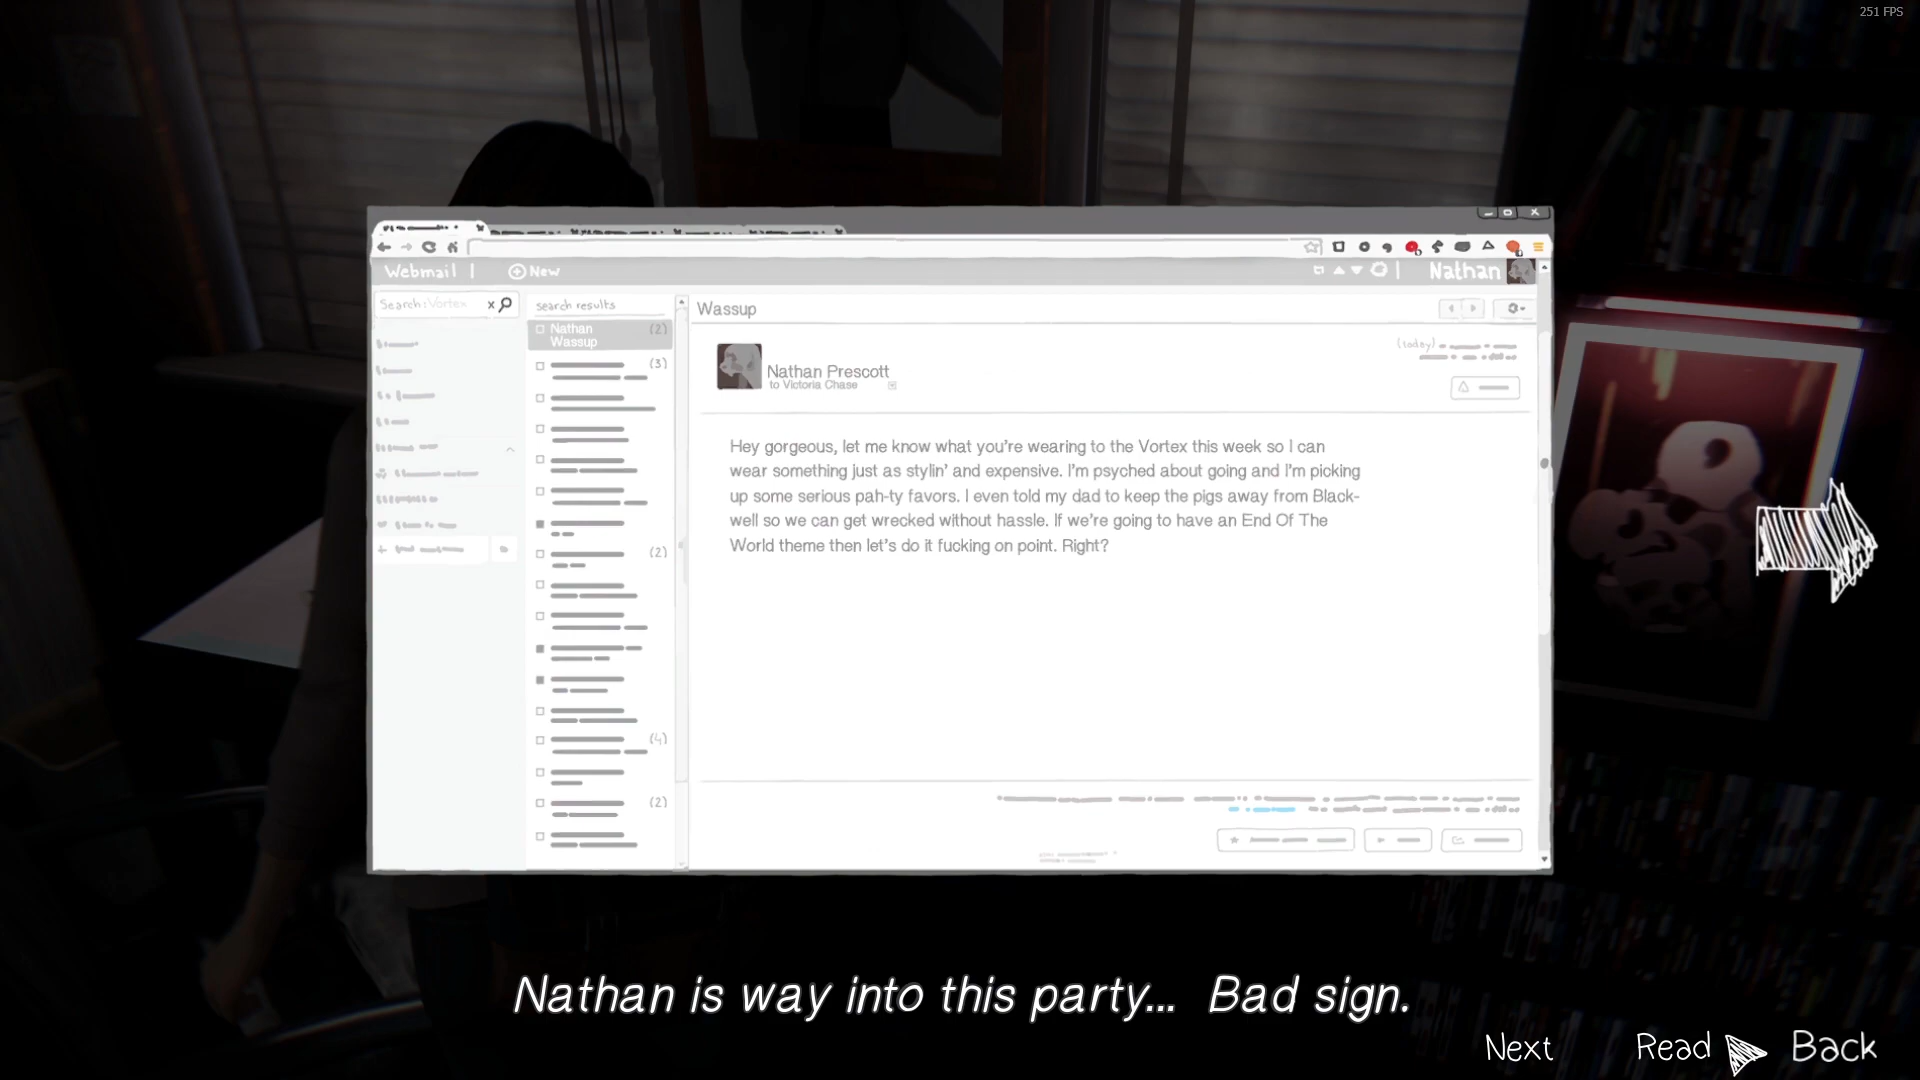 251 FPS
Webmail | New
Nathan
Search: Vortex x
search results
Nathan (2)
Wassup
(3)
(2)
(4)
(2)
Wassup
(today)
Nathan Prescott
to Victoria Chase
Hey gorgeous, let me know what you're wearing to the Vortex this week so I can
wear something just as stylin' and expensive. I'm psyched about going and I'm picking
up some serious pah-ty favors. I even told my dad to keep the pigs away from Black-
well so we can get wrecked without hassle. If we're going to have an End Of The
World theme then let's do it fucking on point. Right?
Nathan is way into this party... Bad sign.
Next Read Back